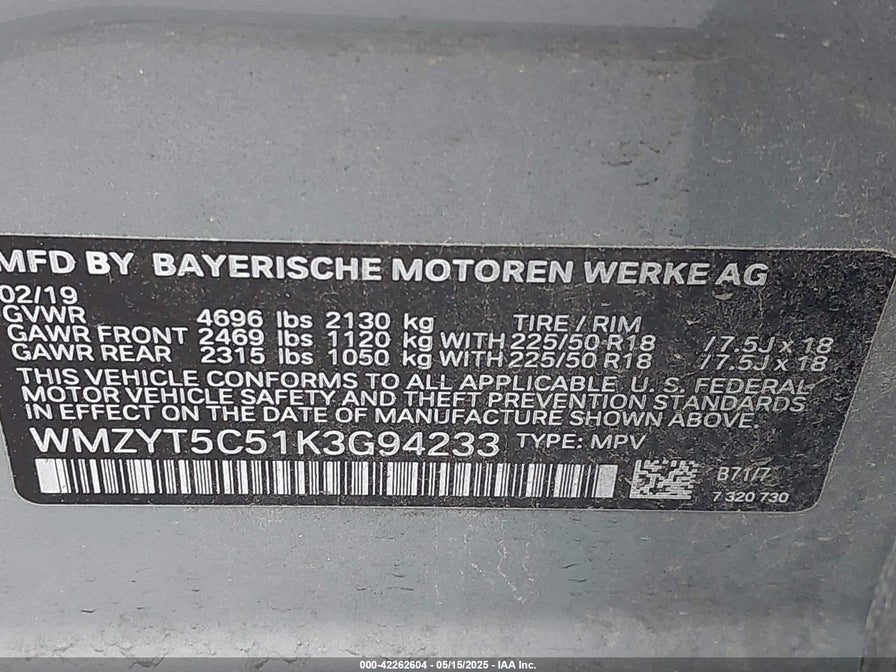 MFD BY BAYERISCHE MOTOREN WERKE AG
02/19
GVWR 4696 lbs 2130 kg TIRE / RIM
GAWR FRONT 2469 lbs 1120 kg WITH 225/50 R18 /7.5J x 18
GAWR REAR 2315 lbs 1050 kg WITH 225/50 R18 /7.5J x 18
THIS VEHICLE CONFORMS TO ALL APPLICABLE U. S. FEDERAL
MOTOR VEHICLE SAFETY AND THEFT PREVENTION STANDARDS
IN EFFECT ON THE DATE OF MANUFACTURE SHOWN ABOVE.
WMZYT5C51K3G94233 TYPE: MPV
B71/7
7 320 730
000-42262604 - 05/15/2025 - IAA Inc.